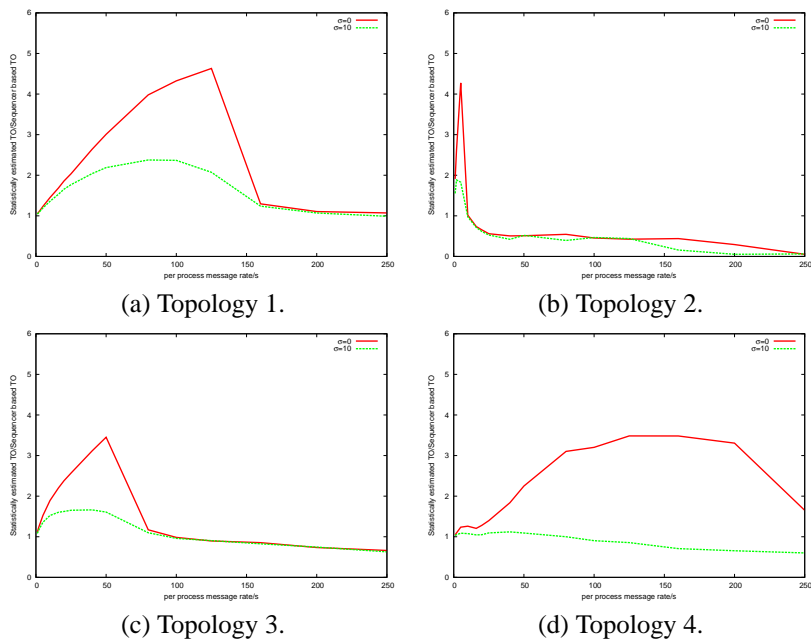 6
5
4
3
2
1
0
Statistically estimated TO/Sequencer based TO
σ=0
σ=10
0 50 100 150 200 250
per process message rate/s
(a) Topology 1.
6
5
4
3
2
1
0
Statistically estimated TO/Sequencer based TO
σ=0
σ=10
0 50 100 150 200 250
per process message rate/s
(b) Topology 2.
6
5
4
3
2
1
0
Statistically estimated TO/Sequencer based TO
σ=0
σ=10
0 50 100 150 200 250
per process message rate/s
(c) Topology 3.
6
5
4
3
2
1
0
Statistically estimated TO/Sequencer based TO
σ=0
σ=10
0 50 100 150 200 250
per process message rate/s
(d) Topology 4.